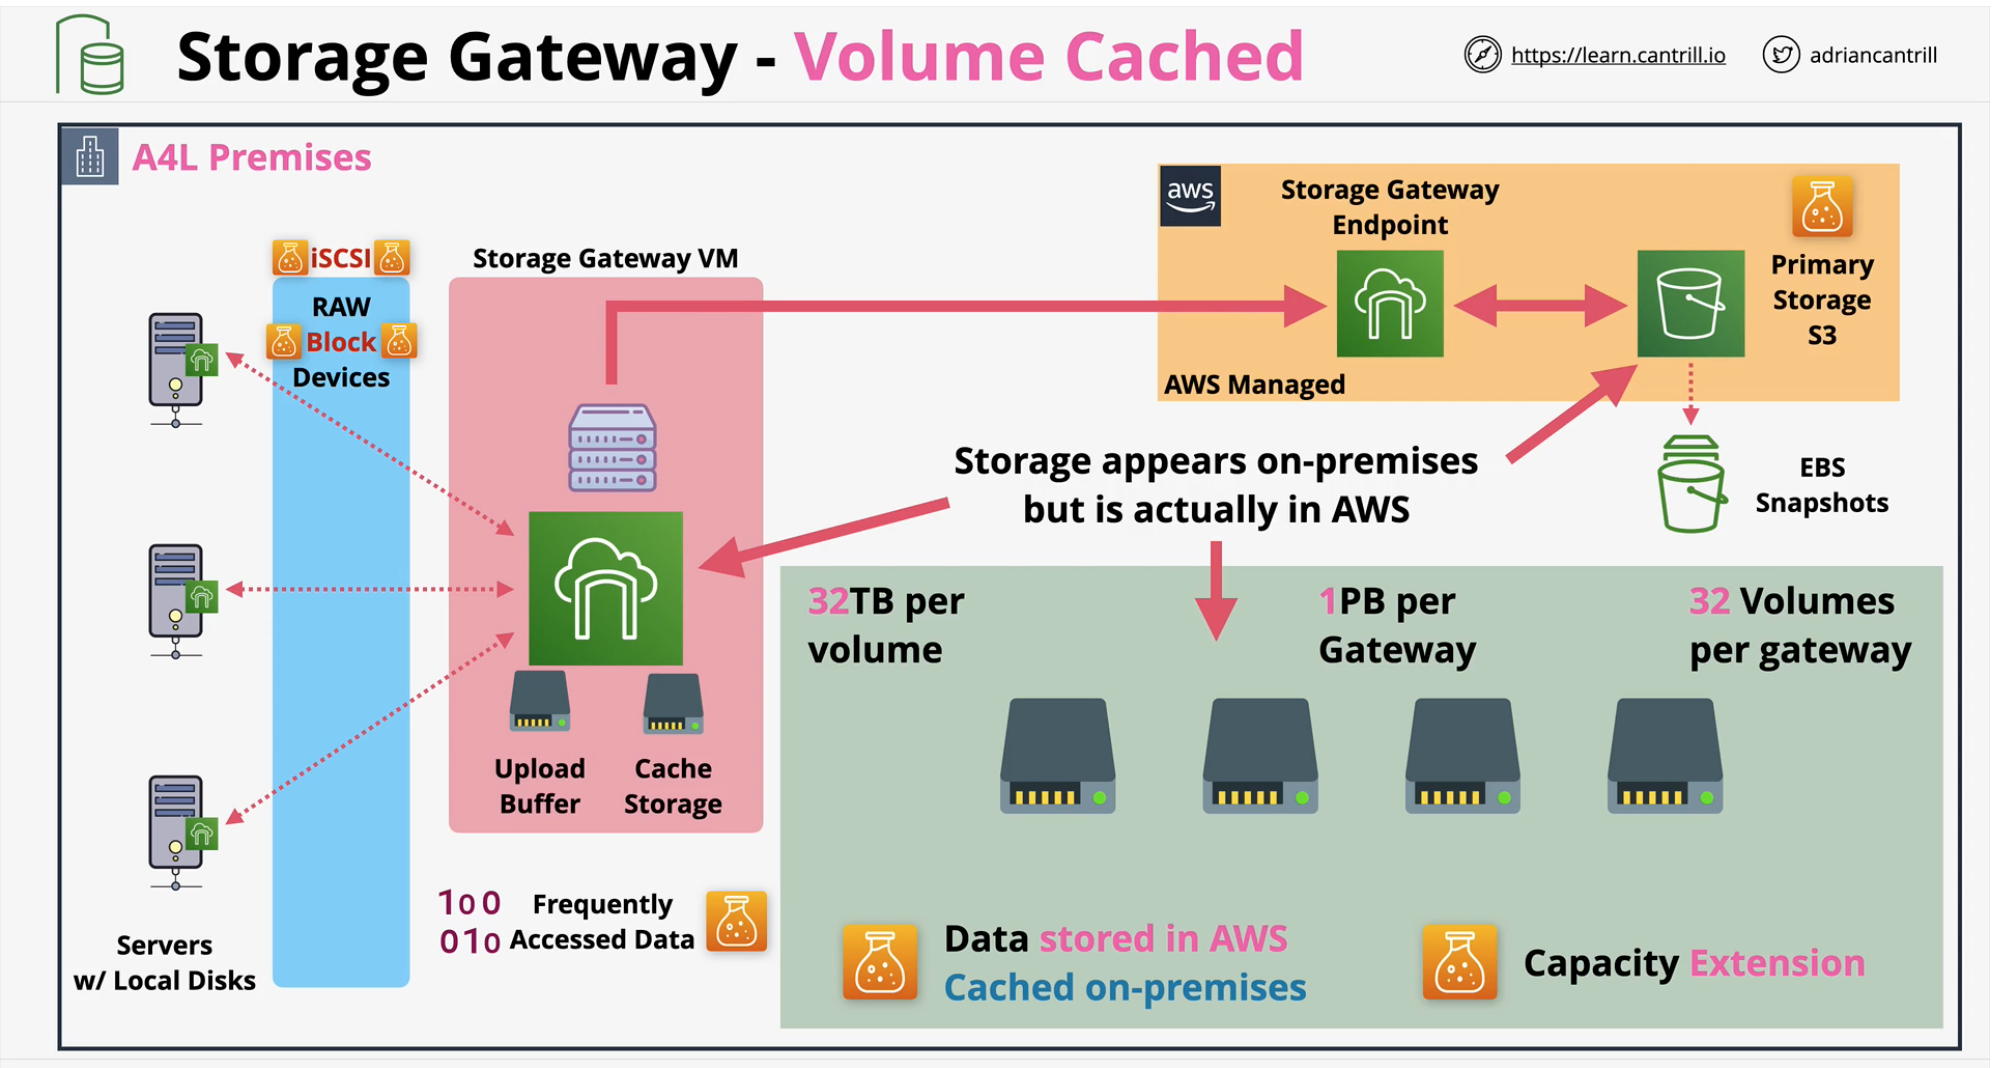 Storage Gateway - Volume Cached
https://learn.cantrill.io
adriancantrill
A4L Premises
iSCSI
RAW
Block
Devices
Storage Gateway VM
aws
Storage Gateway
Endpoint
Primary
Storage
S3
AWS Managed
Storage appears on-premises
but is actually in AWS
EBS
Snapshots
Upload
Buffer
Cache
Storage
32TB per
volume
1PB per
Gateway
32 Volumes
per gateway
100
010
Frequently
Accessed Data
Servers
w/ Local Disks
Data stored in AWS
Cached on-premises
Capacity Extension